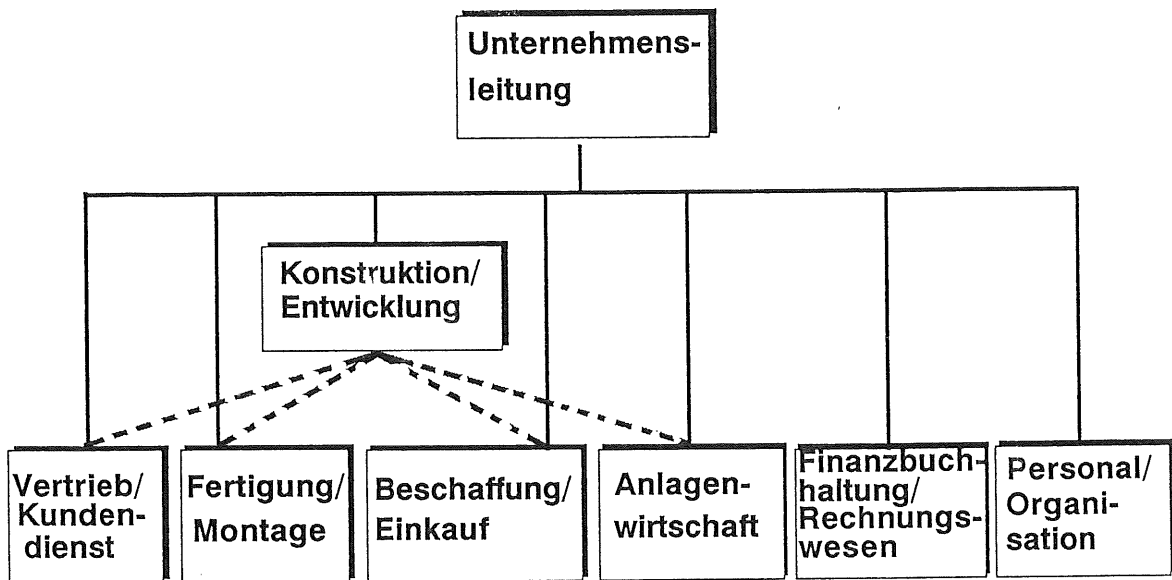 Unternehmens-
leitung
Konstruktion/
Entwicklung
Vertrieb/
Kunden-
dienst
Fertigung/
Montage
Beschaffung/
Einkauf
Anlagen-
wirtschaft
Finanzbuch-
haltung/
Rechnungs-
wesen
Personal/
Organi-
sation